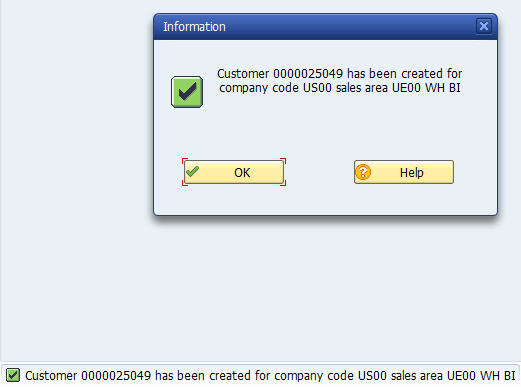 Information
Customer 0000025049 has been created for
company code US00 sales area UE00 WH BI
OK
Help
Customer 0000025049 has been created for company code US00 sales area UE00 WH BI